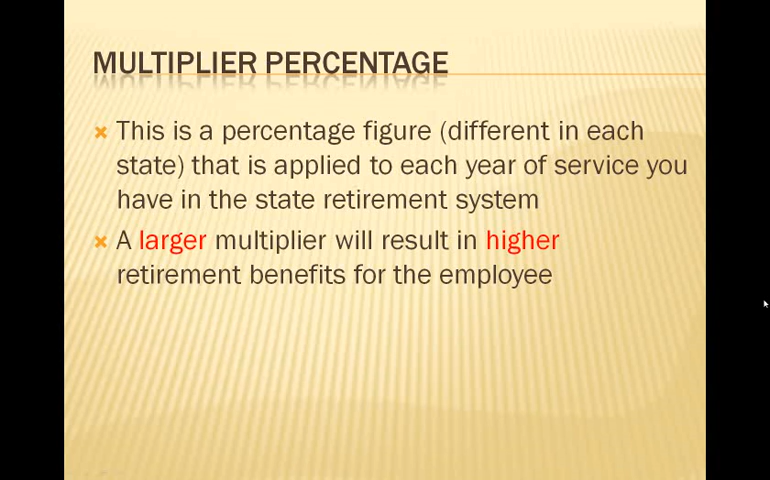 MULTIPLIER PERCENTAGE
This is a percentage figure (different in each
state) that is applied to each year of service you
have in the state retirement system
A larger multiplier will result in higher
retirement benefits for the employee